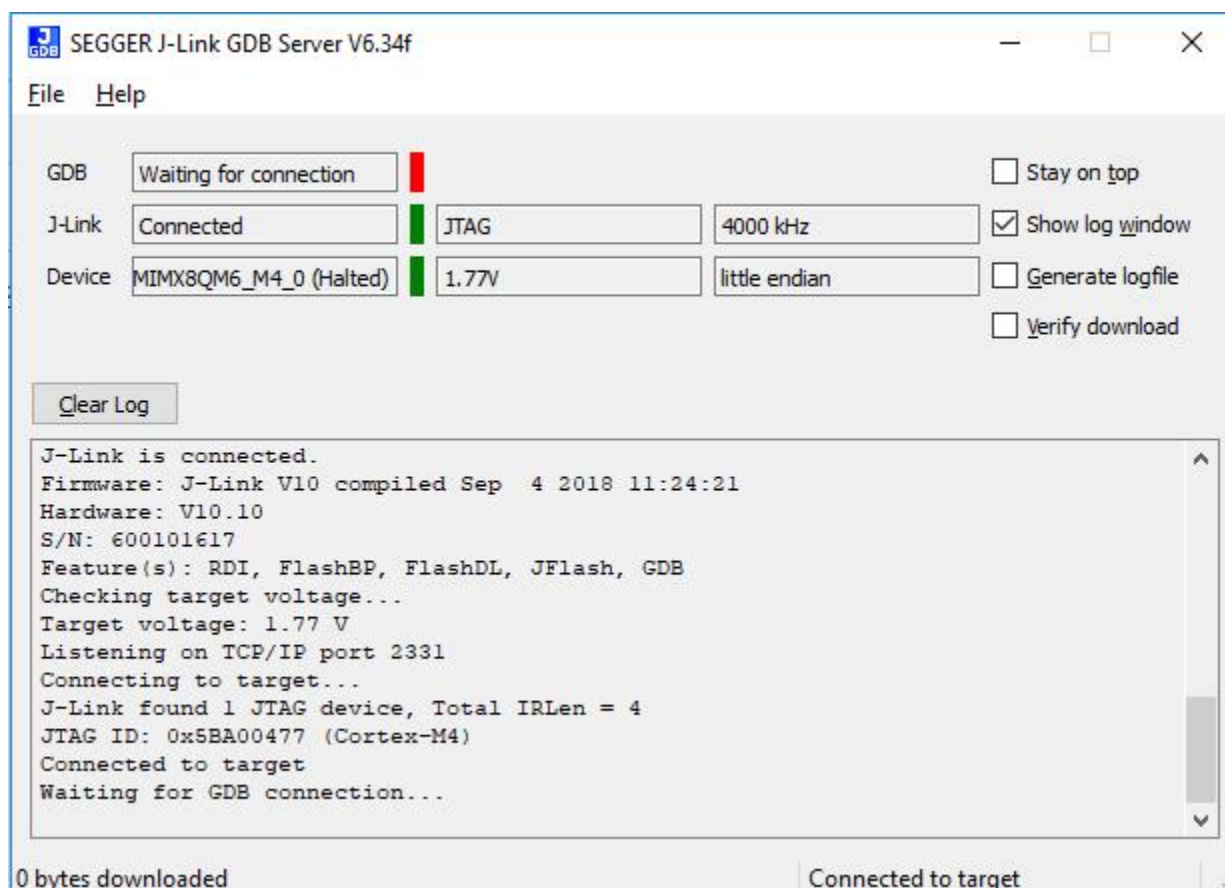 J
GDB
SEGGER J-Link GDB Server V6.34f
File Help
GDB Waiting for connection Stay on top
J-Link Connected JTAG 4000 kHz Show log window
Device MIMX8QM6_M4_0 (Halted) 1.77V little endian Generate logfile
Verify download
Clear Log
J-Link is connected.
Firmware: J-Link V10 compiled Sep  4 2018 11:24:21
Hardware: V10.10
S/N: 600101617
Feature(s): RDI, FlashBP, FlashDL, JFlash, GDB
Checking target voltage...
Target voltage: 1.77 V
Listening on TCP/IP port 2331
Connecting to target...
J-Link found 1 JTAG device, Total IRLen = 4
JTAG ID: 0x5BA00477 (Cortex-M4)
Connected to target
Waiting for GDB connection...
0 bytes downloaded Connected to target